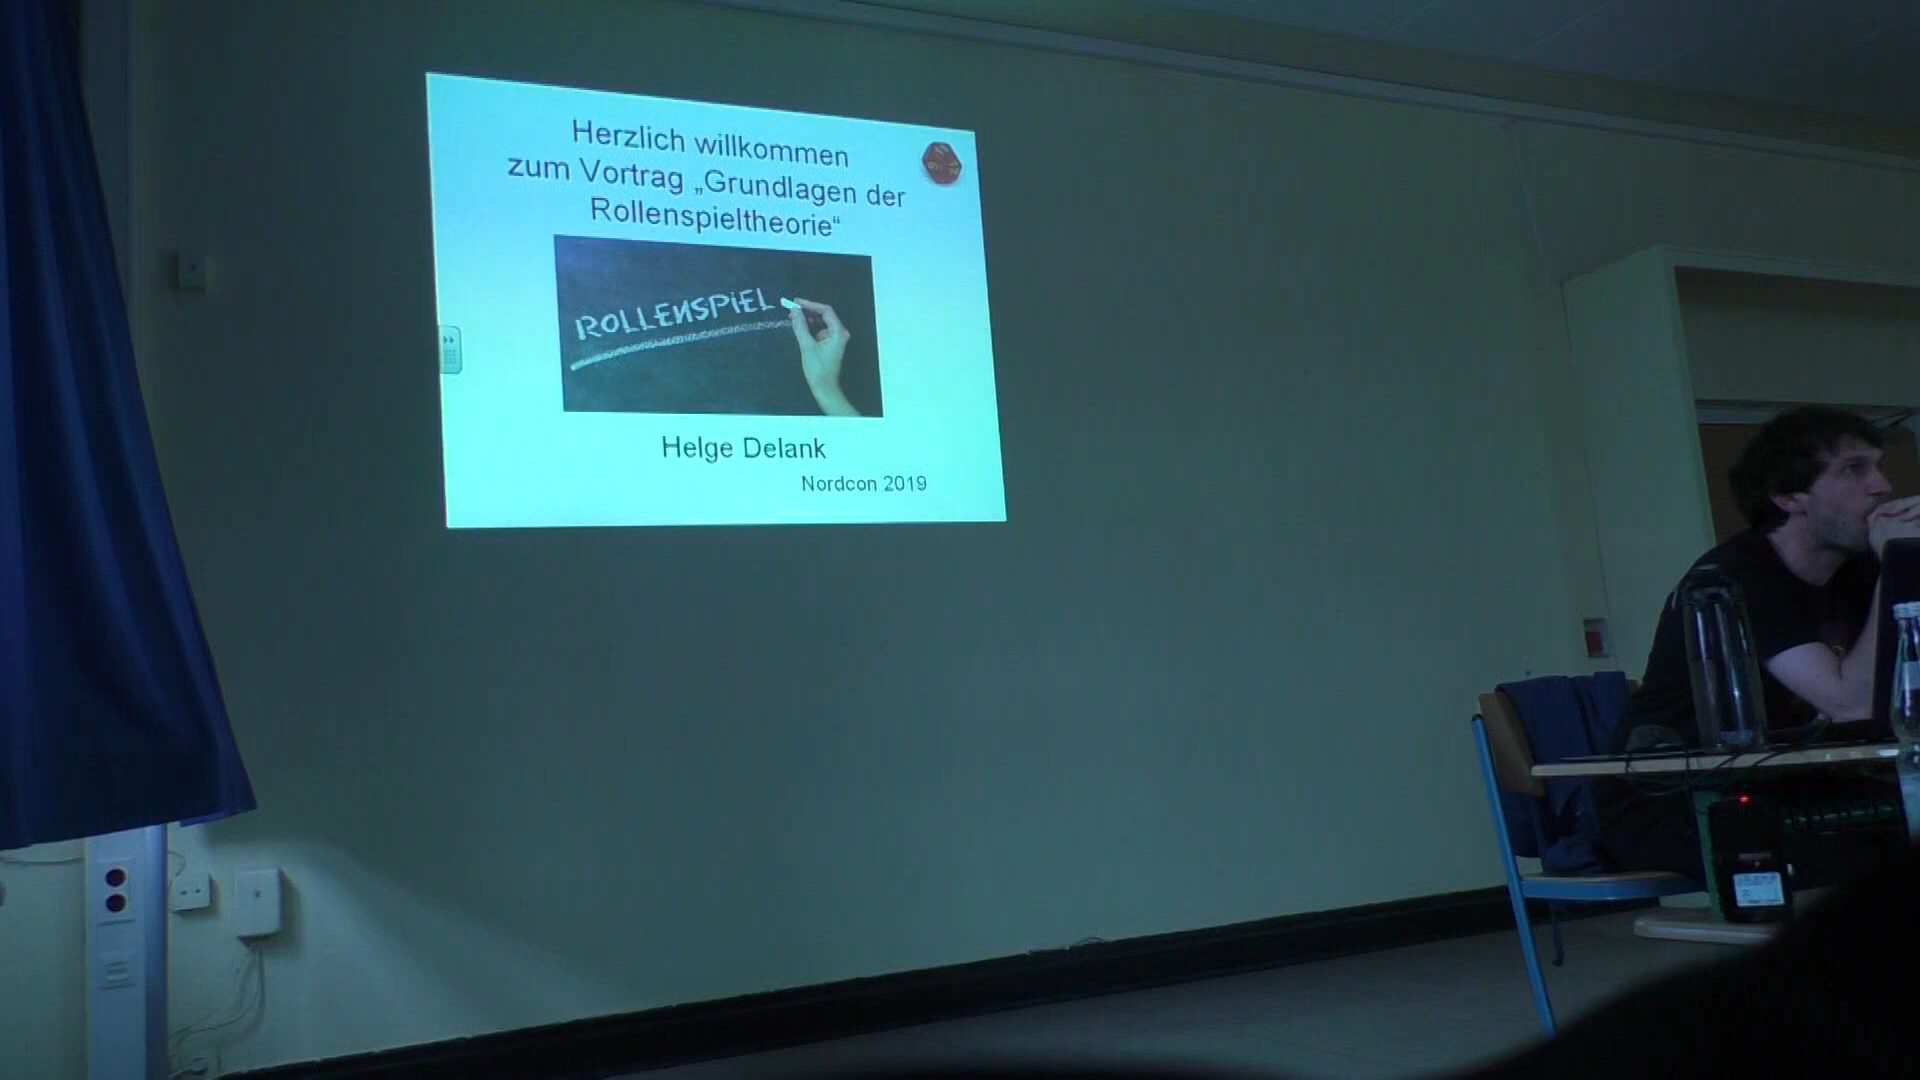 Herzlich willkommen
zum Vortrag „Grundlagen der
Rollenspieltheorie“
ROLLENSPIEL
Helge Delank
Nordcon 2019